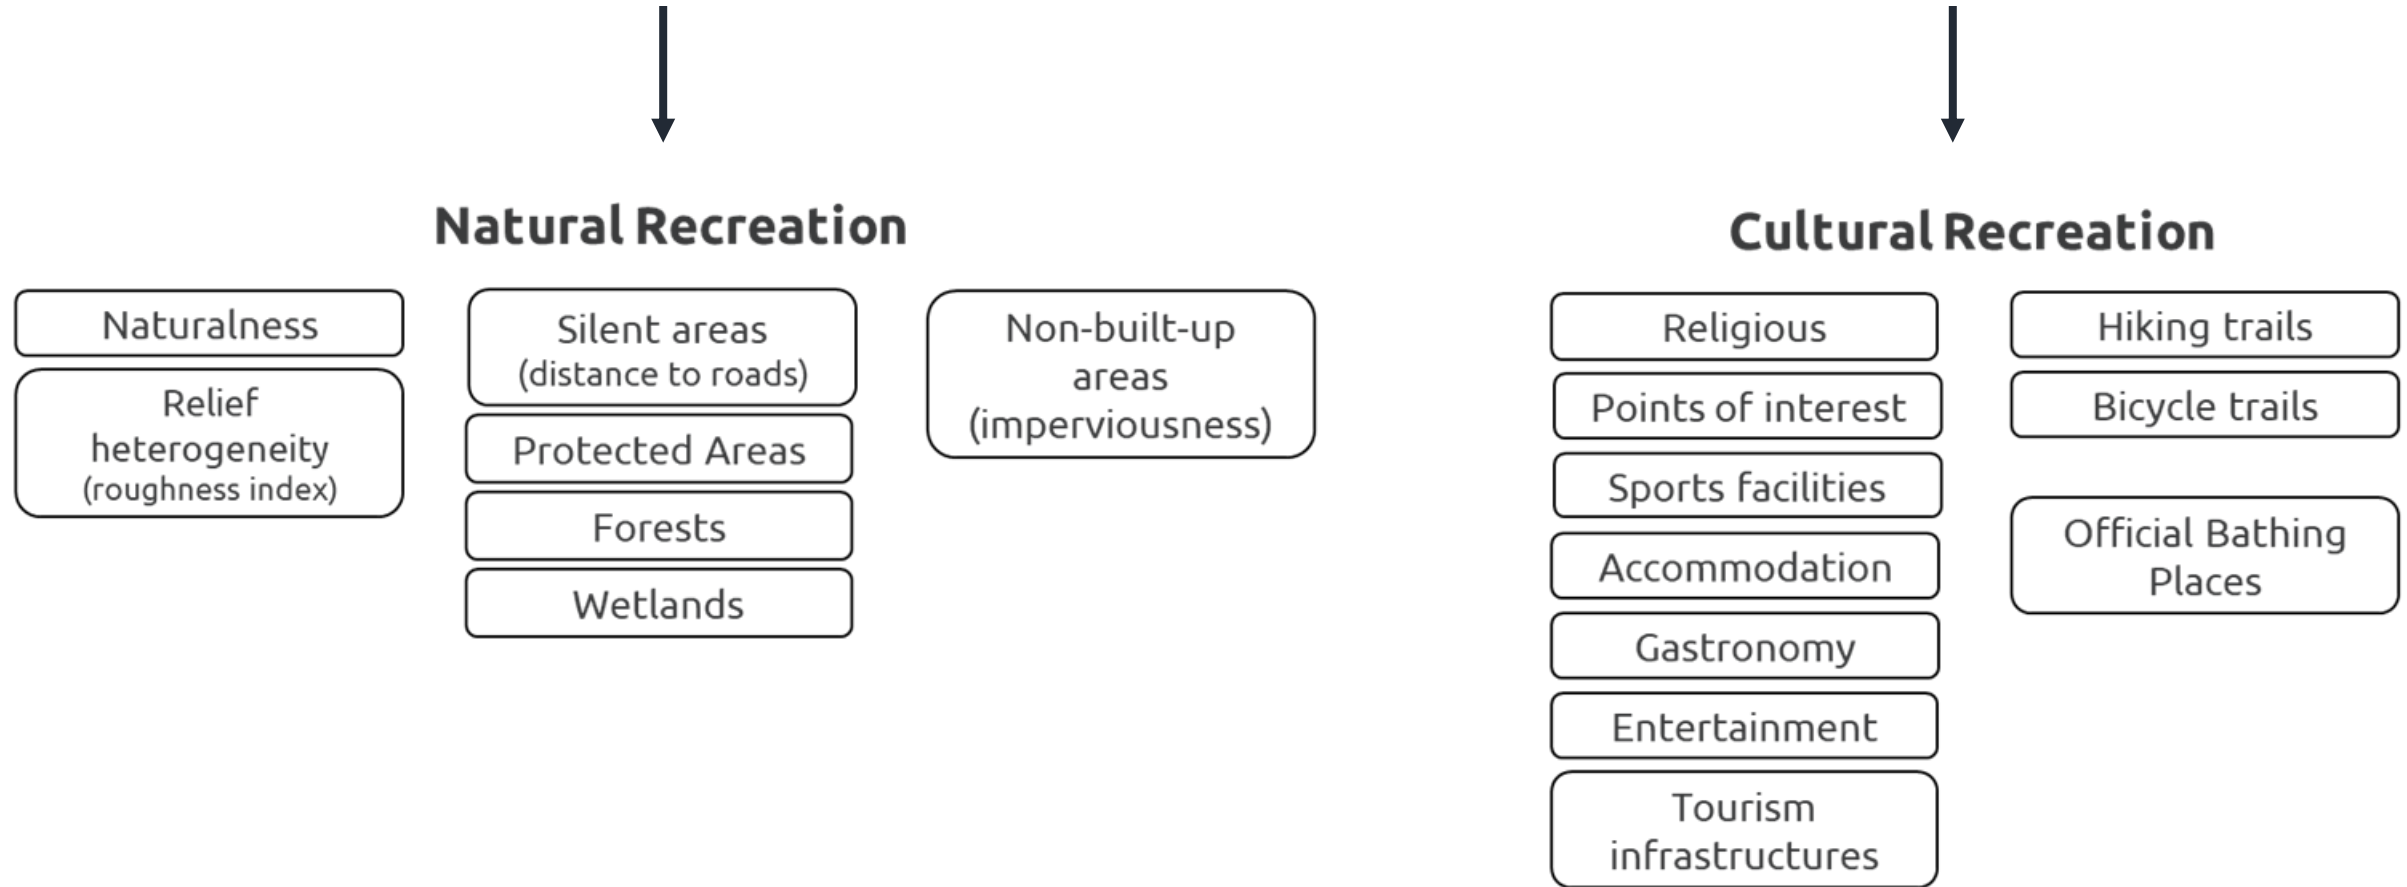 Natural Recreation
Naturalness
Relief
heterogeneity
(roughness index)
Silent areas
(distance to roads)
Protected Areas
Forests
Wetlands
Non-built-up
areas
(imperviousness)
Cultural Recreation
Religious
Points of interest
Sports facilities
Accommodation
Gastronomy
Entertainment
Tourism
infrastructures
Hiking trails
Bicycle trails
Official Bathing
Places